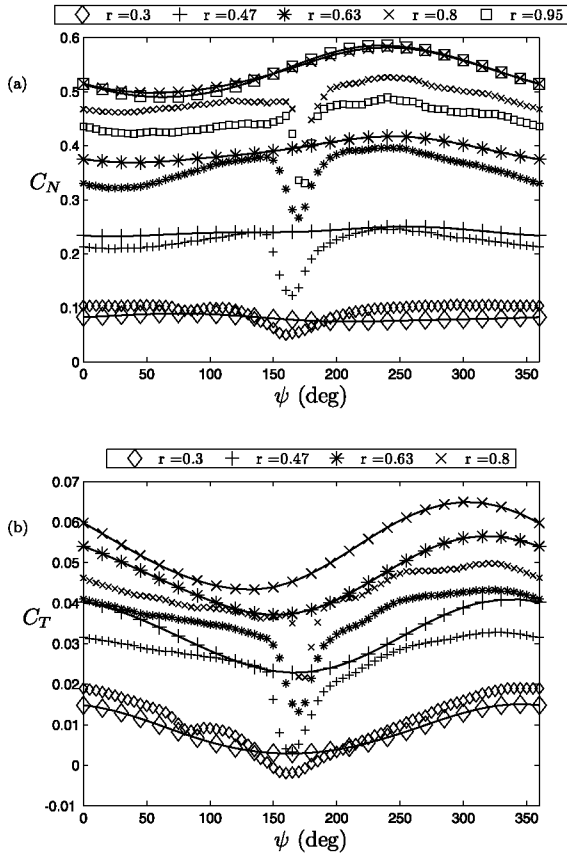 r =0.3 r =0.47 r =0.63 r =0.8 r =0.95
(a)
0.6
0.5
0.4
C_N
0.3
0.2
0.1
0
0 50 100 150 200 250 300 350
ψ (deg)
r =0.3 r =0.47 r =0.63 r =0.8
(b)
0.07
0.06
0.05
0.04
C_T
0.03
0.02
0.01
0
-0.01
0 50 100 150 200 250 300 350
ψ (deg)